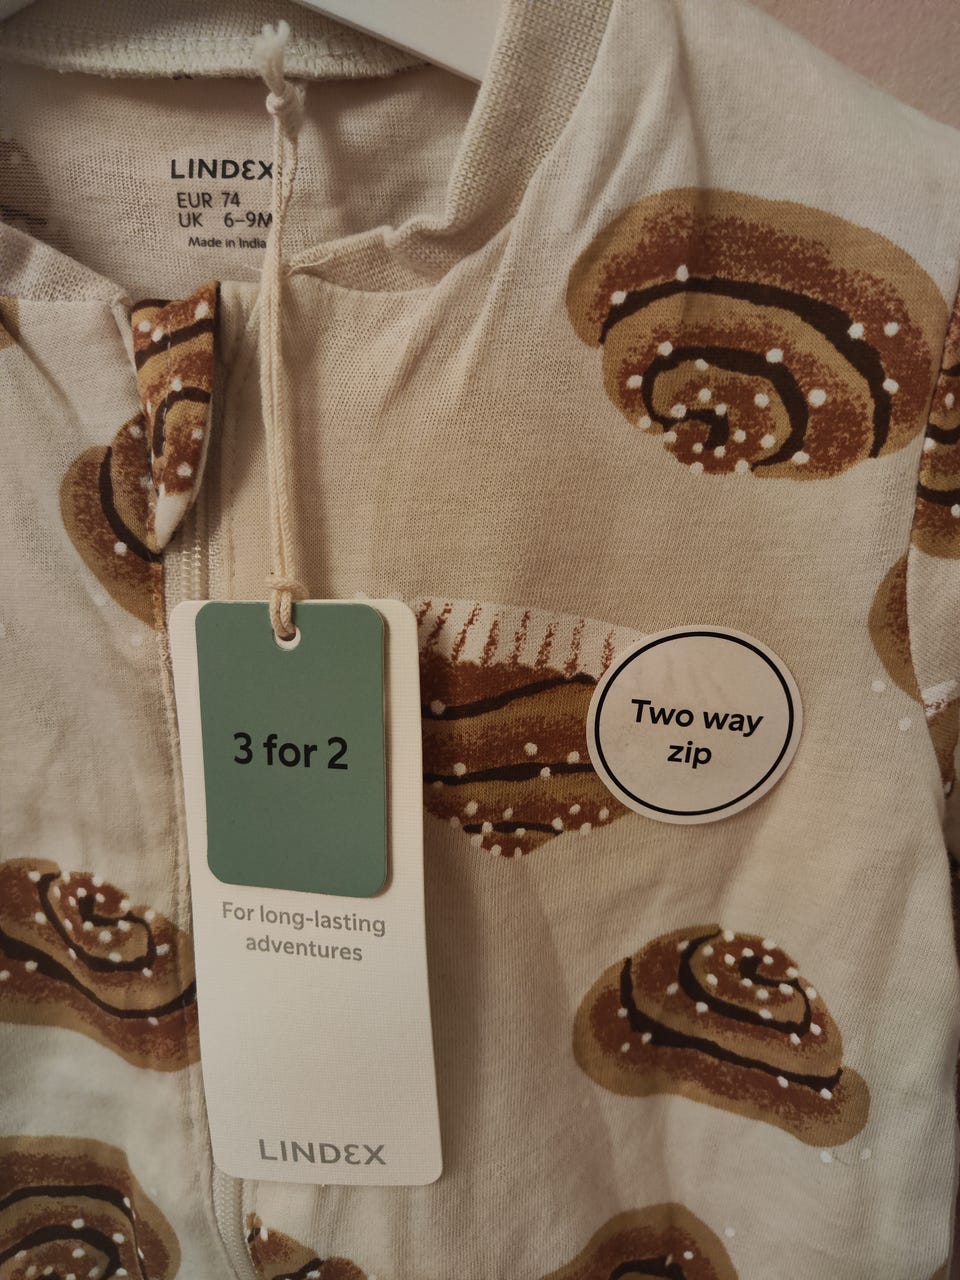 LINDEX
EUR 74
UK 6-9M
Made in India
3 for 2
Two way
zip
For long-lasting
adventures
LINDEX